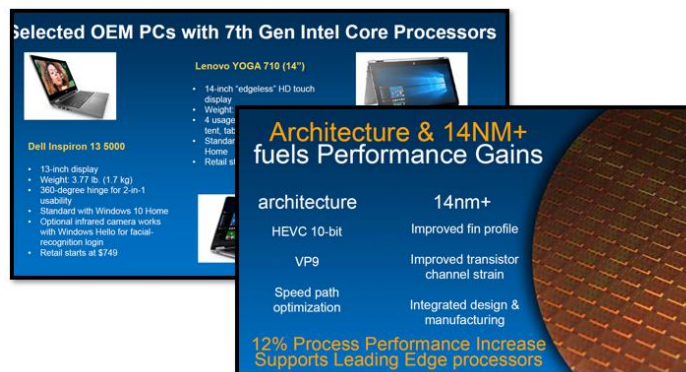 Selected OEM PCs with 7th Gen Intel Core Processors
Dell Inspiron 13 5000
• 13-inch display
• Weight: 3.77 lb. (1.7 kg)
• 360-degree hinge for 2-in-1
usability
• Standard with Windows 10 Home
• Optional infrared camera works
with Windows Hello for facial-
recognition login
• Retail starts at $749
Lenovo YOGA 710 (14")
• 14-inch "edgeless" HD touch
display
• Weight:
• 4 usage
tent,
•
Home
• Retail
Architecture & 14NM+
fuels Performance Gains
architecture
HEVC 10-bit
VP9
Speed path
optimization
14nm+
Improved fin profile
Improved transistor
channel strain
Integrated design &
manufacturing
12% Process Performance Increase
Supports Leading Edge processors